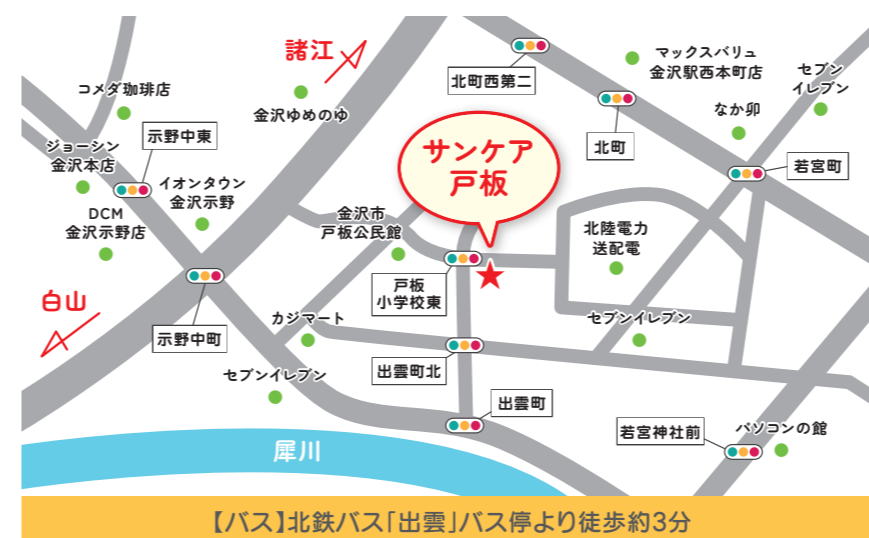 諸江
北町西第二
マックスバリュ
金沢駅西本町店
セブン
イレブン
コメダ珈琲店
金沢ゆめのゆ
なか卯
示野中東
北町
ジョーシン
金沢本店
サンケア
戸板
若宮町
イオンタウン
金沢示野
DCM
金沢示野店
金沢市
戸板公民館
北陸電力
送配電
戸板
小学校東
白山
示野中町
カジマート
セブンイレブン
セブンイレブン
出雲町北
出雲町
若宮神社前
パソコンの館
犀川
【バス】北鉄バス「出雲」バス停より徒歩約3分